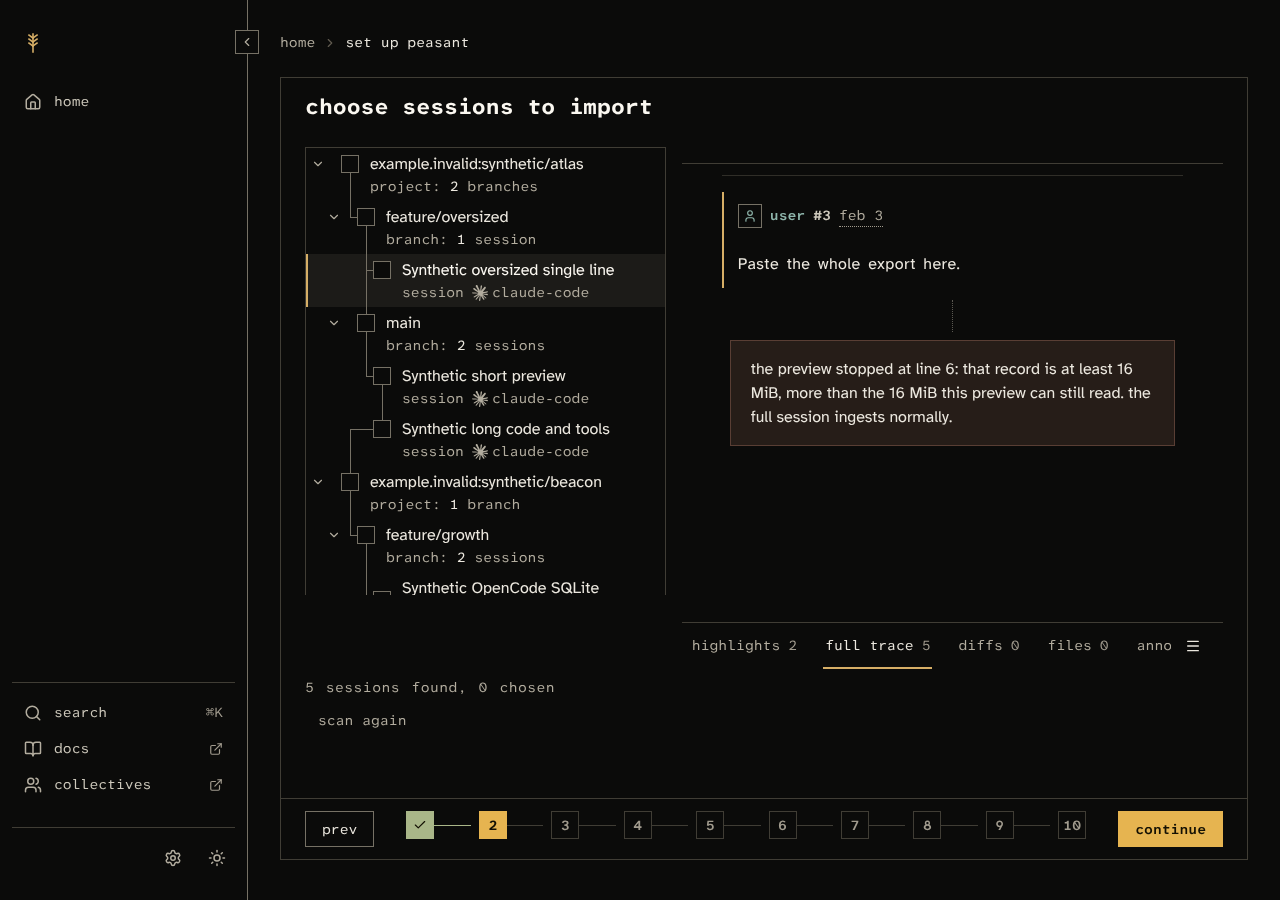 home > set up peasant
home
choose sessions to import
example.invalid:synthetic/atlas
project: 2 branches
feature/oversized
branch: 1 session
Synthetic oversized single line
session claude-code
main
branch: 2 sessions
Synthetic short preview
session claude-code
Synthetic long code and tools
session claude-code
example.invalid:synthetic/beacon
project: 1 branch
feature/growth
branch: 2 sessions
Synthetic OpenCode SQLite
user #3 feb 3
Paste the whole export here.
the preview stopped at line 6: that record is at least 16
MiB, more than the 16 MiB this preview can still read. the
full session ingests normally.
highlights 2 full trace 5 diffs 0 files 0 anno
5 sessions found, 0 chosen
scan again
search ⌘K
docs
collectives
prev 2 3 4 5 6 7 8 9 10 continue